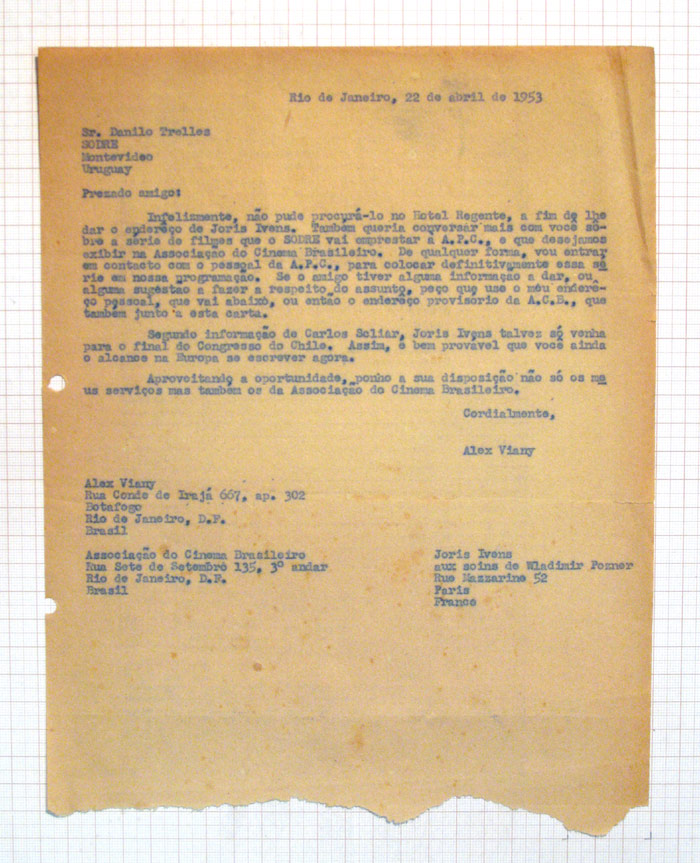 Rio de Janeiro, 22 de abril de 1953
Sr. Danilo Trelles
SODRE
Montevideo
Uruguay
Prezado amigo:
Infelizmente, não pude procurá-lo no Hotel Regente, a fim de lhe
dar o endereço de Joris Ivens. Também queria conversar mais com você sô-
bre a série de filmes que o SODRE vai emprestar à A.P.C., e que desejamos
exibir na Associação do Cinema Brasileiro. De qualquer forma, vou entrar
em contacto com o pessoal da A.P.C., para colocar definitivamente essa sé
rie em nossa programação. Se o amigo tiver alguma informação a dar, ou
alguma sugestão a fazer a respeito do assunto, peço que use o meu endere-
ço pessoal, que vai abaixo, ou então o endereço provisório da A.C.B., que
também junto a esta carta.
Segundo informação de Carlos Scliar, Joris Ivens talvez só venha
para o final do Congresso do Chile. Assim, é bem provável que você ainda
o alcance na Europa se escrever agora.
Aproveitando a oportunidade, ponho a sua disposição não só os me
us serviços mas também os da Associação do Cinema Brasileiro.
Cordialmente,
Alex Viany
Alex Viany
Rua Conde de Irajá 667, ap. 302
Botafogo
Rio de Janeiro, D.F.
Brasil
Associação do Cinema Brasileiro
Rua Sete de Setembro 135, 3º andar
Rio de Janeiro, D.F.
Brasil
Joris Ivens
aux soins de Wladimir Pozner
Rue Mazzarine 52
Paris
France